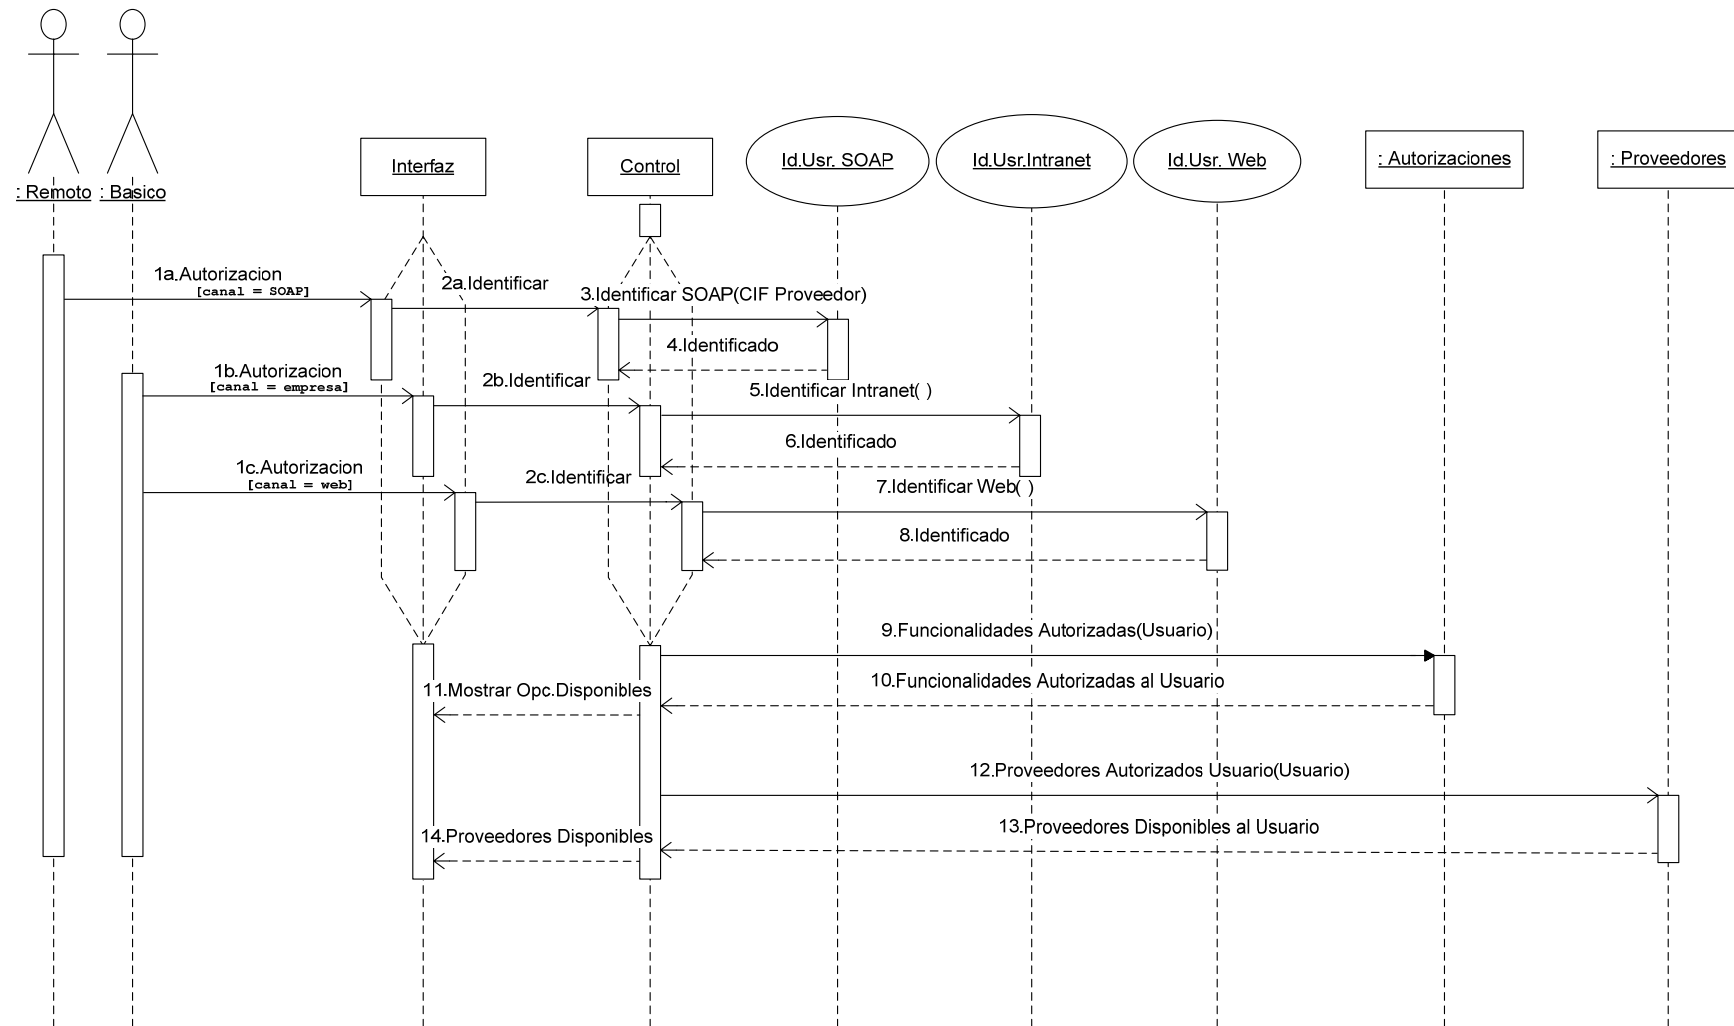 : Remoto
: Basico
Interfaz
Control
Id.Usr. SOAP
Id.Usr.Intranet
Id.Usr. Web
: Autorizaciones
: Proveedores
1a.Autorizacion
[canal = SOAP]
2a.Identificar
3.Identificar SOAP(CIF Proveedor)
4.Identificado
1b.Autorizacion
[canal = empresa]
2b.Identificar
5.Identificar Intranet( )
6.Identificado
1c.Autorizacion
[canal = web]
2c.Identificar
7.Identificar Web( )
8.Identificado
9.Funcionalidades Autorizadas(Usuario)
10.Funcionalidades Autorizadas al Usuario
11.Mostrar Opc.Disponibles
12.Proveedores Autorizados Usuario(Usuario)
13.Proveedores Disponibles al Usuario
14.Proveedores Disponibles